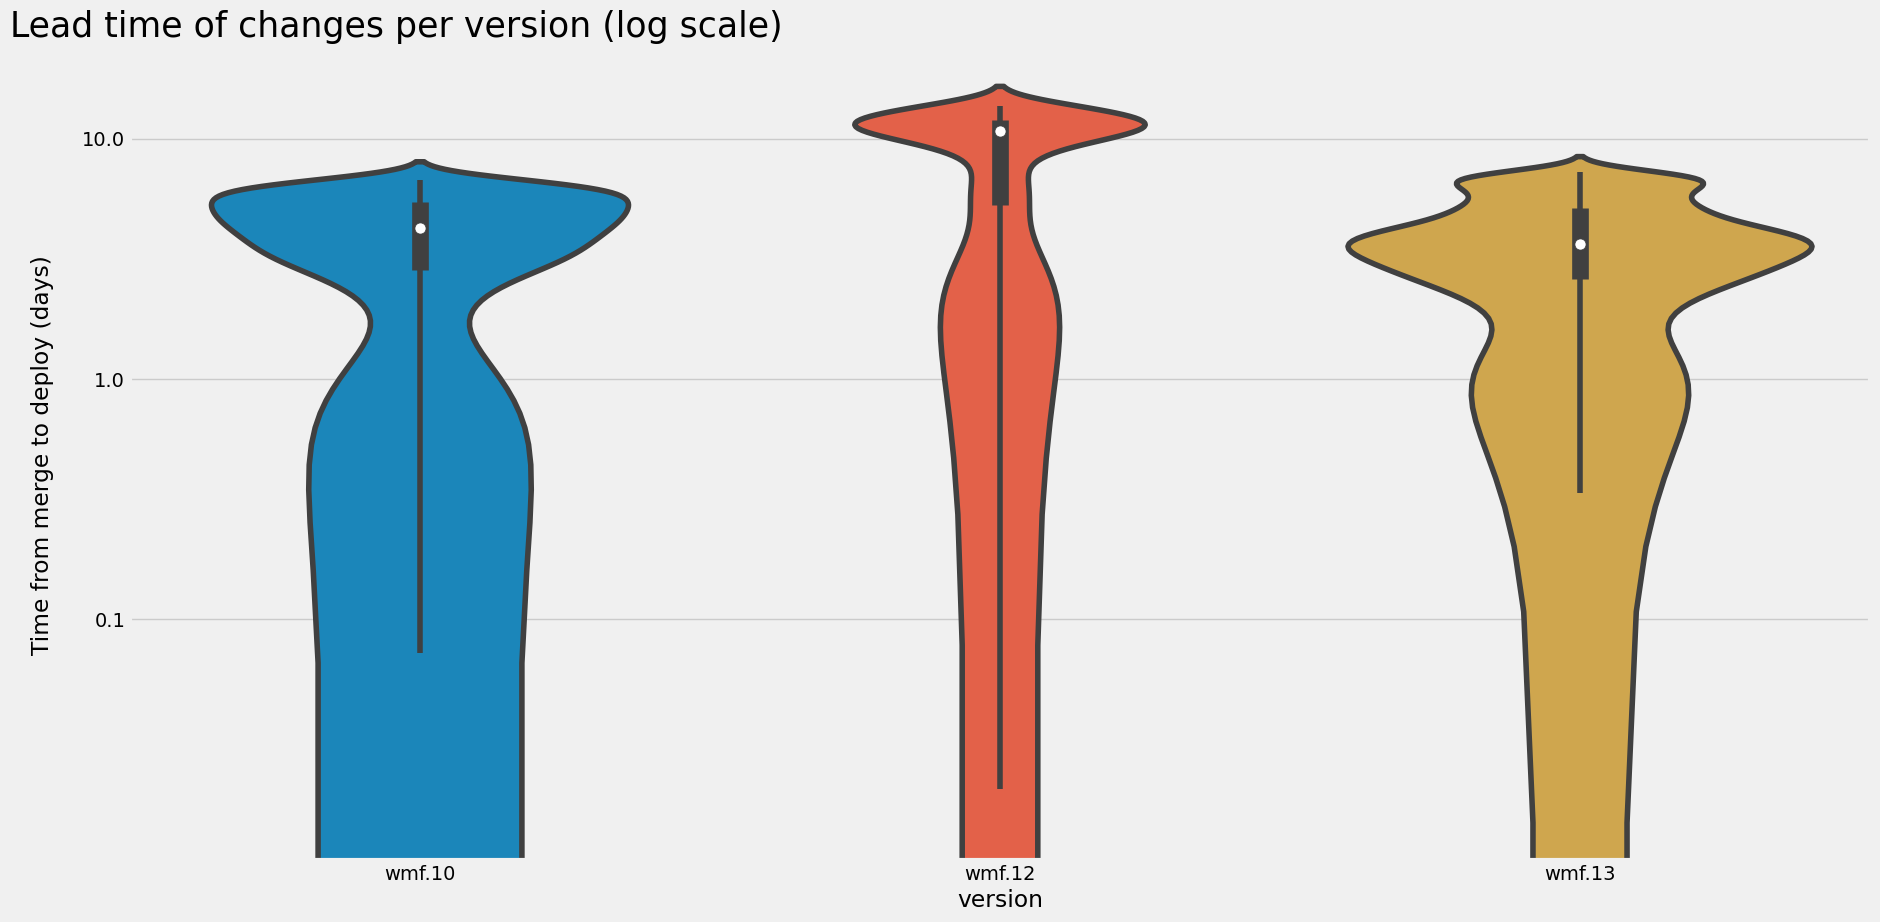 Lead time of changes per version (log scale)
Time from merge to deploy (days)
10.0
1.0
0.1
wmf.10
wmf.12
wmf.13
version